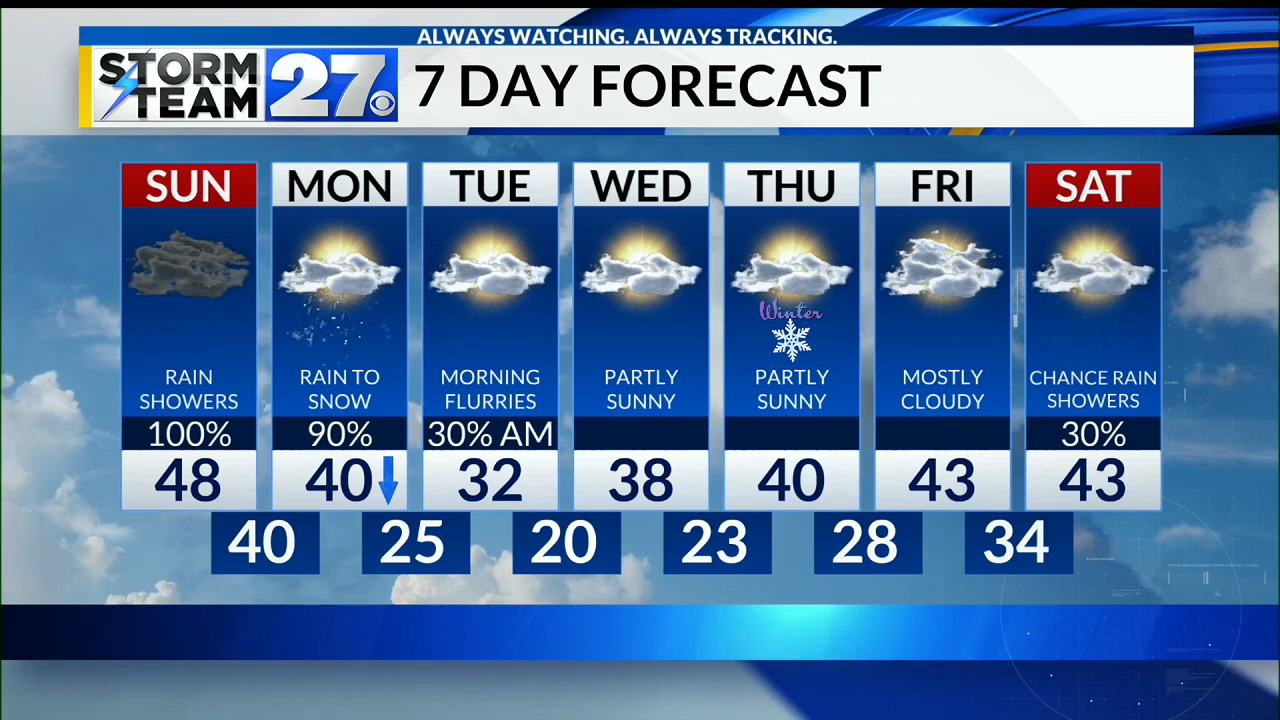 ALWAYS WATCHING. ALWAYS TRACKING.
STORM
TEAM
27
7 DAY FORECAST
SUN MON TUE WED THU FRI SAT
Winter
RAIN SHOWERS
RAIN TO SNOW
MORNING FLURRIES
PARTLY SUNNY
PARTLY SUNNY
MOSTLY CLOUDY
CHANCE RAIN SHOWERS
100% 90% 30% AM 30%
48 40 32 38 40 43 43
40 25 20 23 28 34